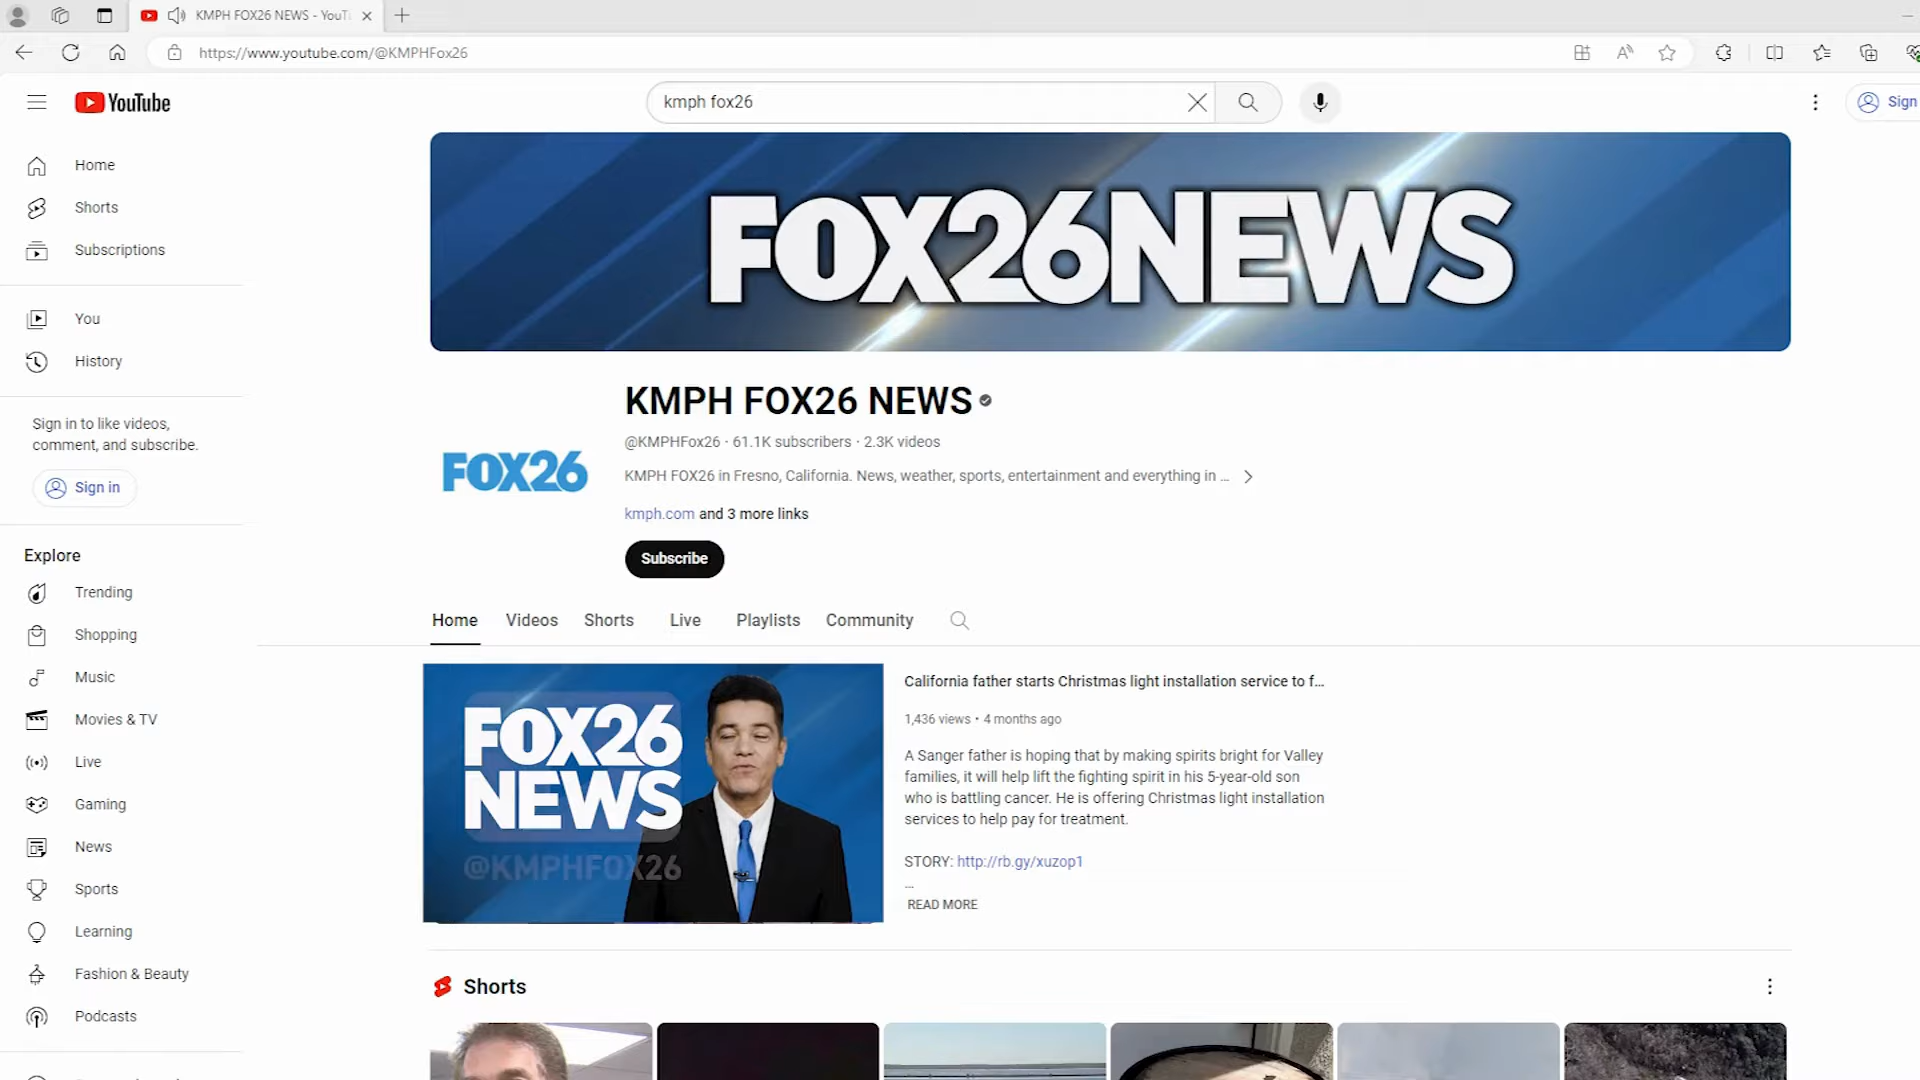 KMPH FOX26 NEWS - YouT
https://www.youtube.com/@KMPHFox26
YouTube
kmph fox26
Sign
Home
Shorts
Subscriptions
You
History
Sign in to like videos,
comment, and subscribe.
Sign in
Explore
Trending
Shopping
Music
Movies & TV
Live
Gaming
News
Sports
Learning
Fashion & Beauty
Podcasts
FOX26NEWS
FOX26
KMPH FOX26 NEWS
@KMPHFox26 · 61.1K subscribers · 2.3K videos
KMPH FOX26 in Fresno, California. News, weather, sports, entertainment and everything in ...
kmph.com and 3 more links
Subscribe
Home Videos Shorts Live Playlists Community
FOX26
NEWS
@KMPHFOX26
California father starts Christmas light installation service to f...
1,436 views • 4 months ago
A Sanger father is hoping that by making spirits bright for Valley
families, it will help lift the fighting spirit in his 5-year-old son
who is battling cancer. He is offering Christmas light installation
services to help pay for treatment.
STORY: http://rb.gy/xuzop1
...
READ MORE
Shorts